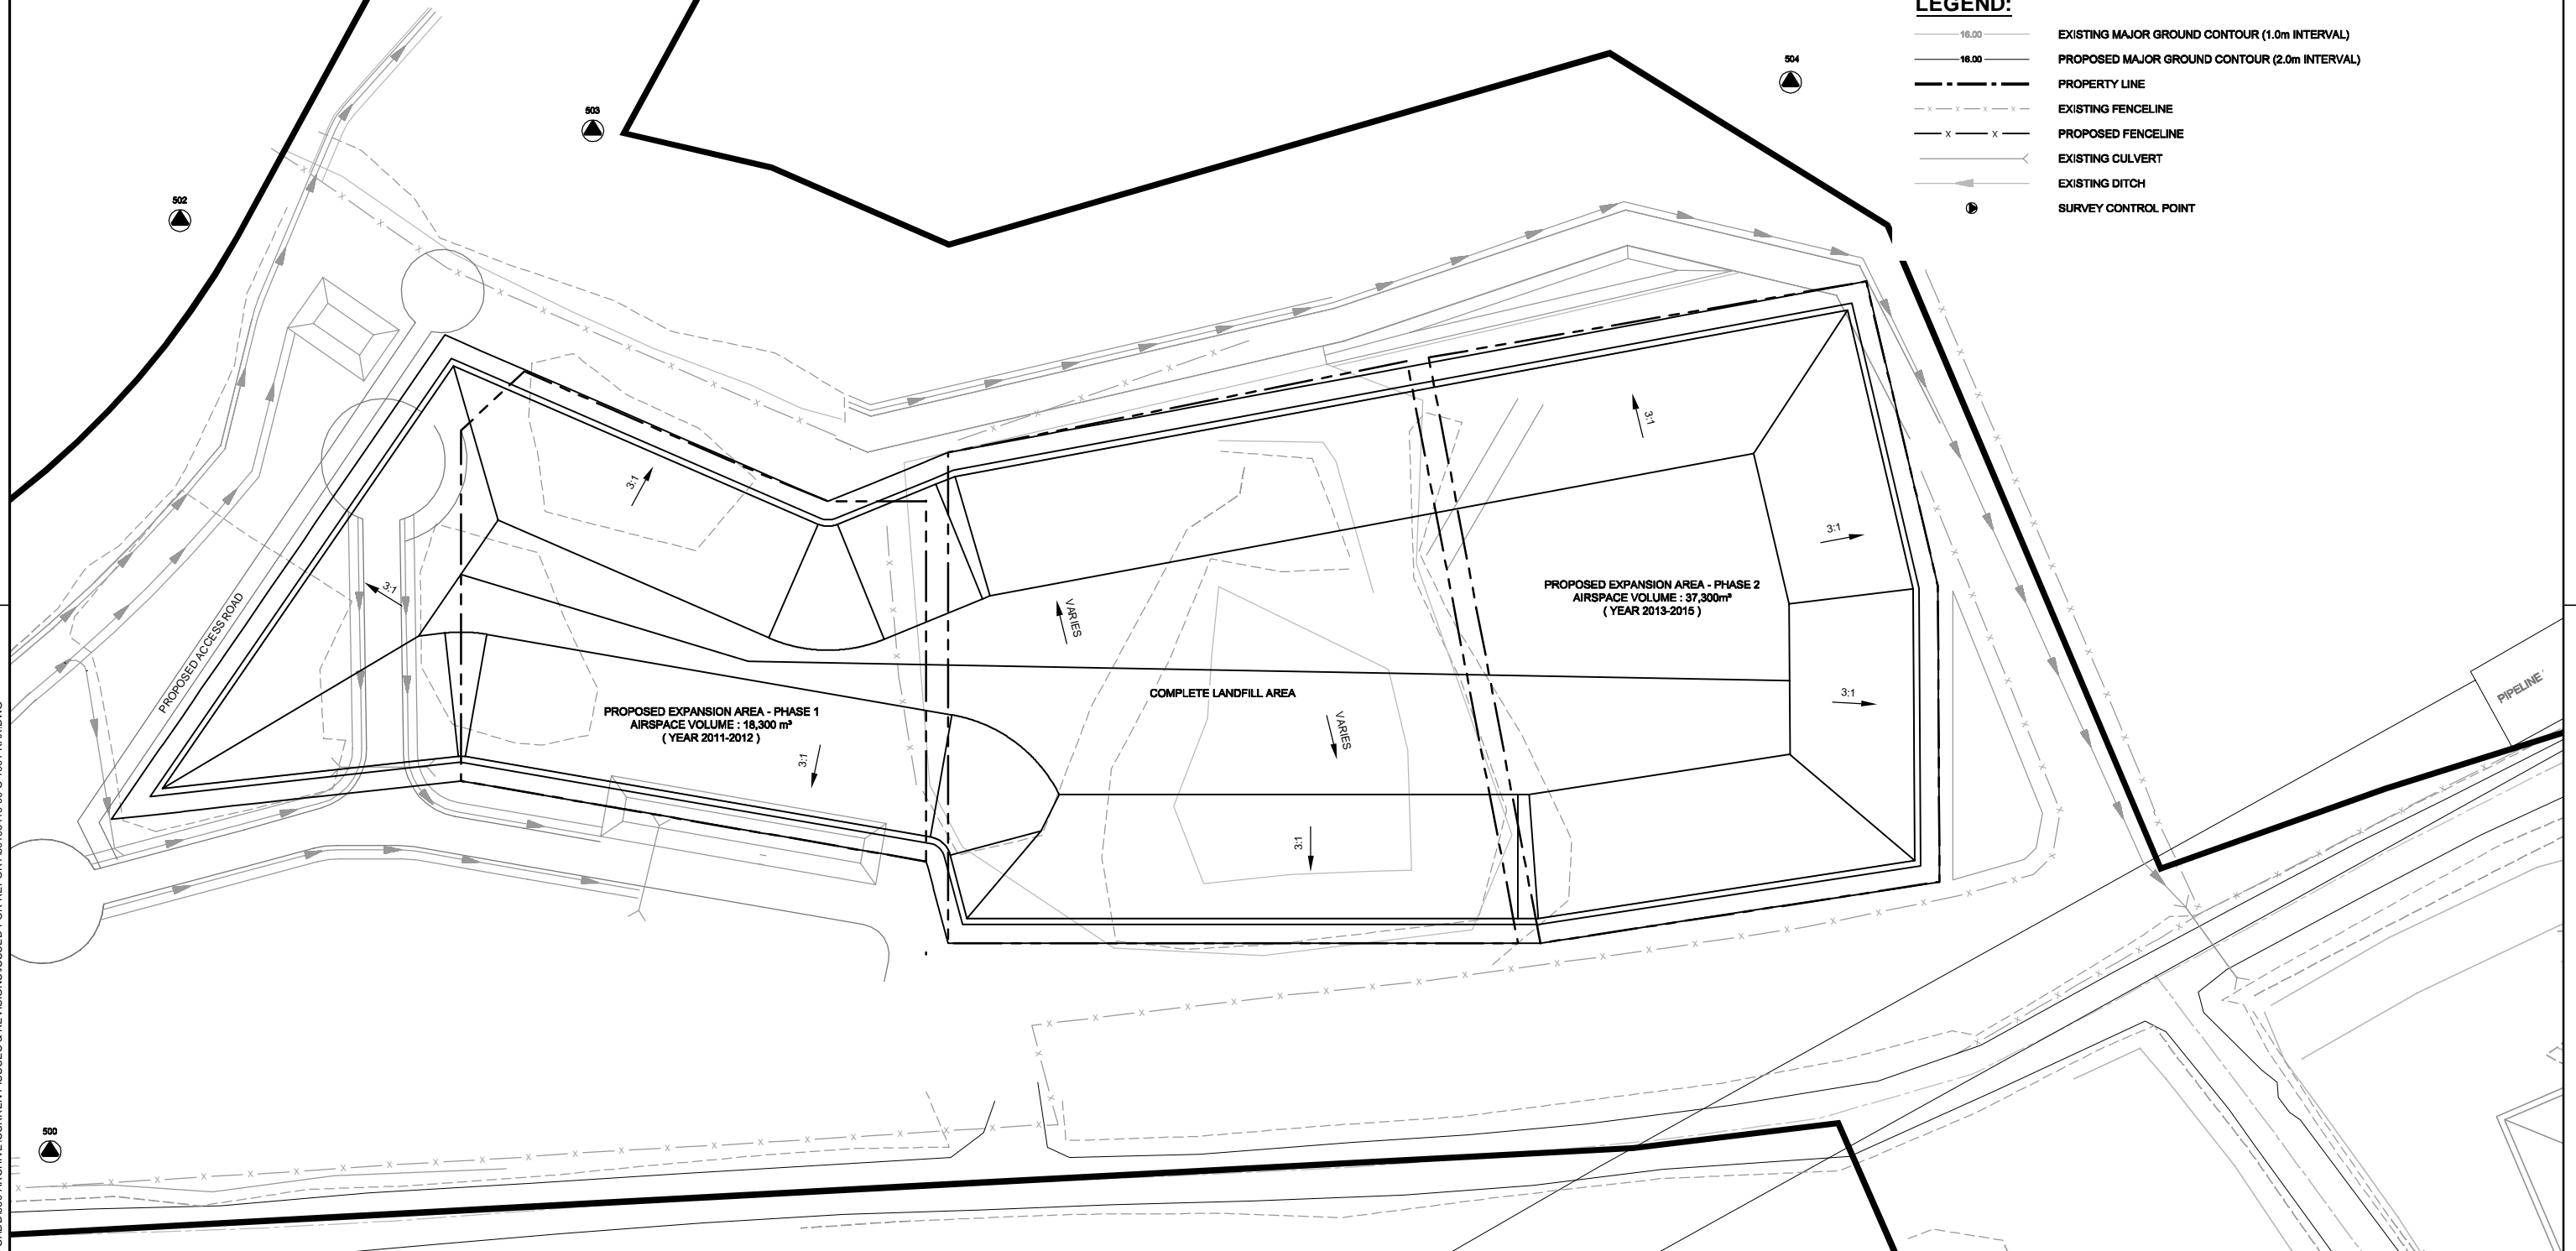 LEGEND:
16.00 EXISTING MAJOR GROUND CONTOUR (1.0m INTERVAL)
16.00 PROPOSED MAJOR GROUND CONTOUR (2.0m INTERVAL)
PROPERTY LINE
EXISTING FENCELINE
PROPOSED FENCELINE
EXISTING CULVERT
EXISTING DITCH
SURVEY CONTROL POINT
504
503
502
3:1
3:1
3:1
3:1
PROPOSED ACCESS ROAD
PROPOSED EXPANSION AREA - PHASE 2
AIRSPACE VOLUME : 37,300m³
( YEAR 2013-2015 )
VARIES
COMPLETE LANDFILL AREA
3:1
PIPELINE
PROPOSED EXPANSION AREA - PHASE 1
AIRSPACE VOLUME : 18,300 m³
( YEAR 2011-2012 )
VARIES
3:1
3:1
500